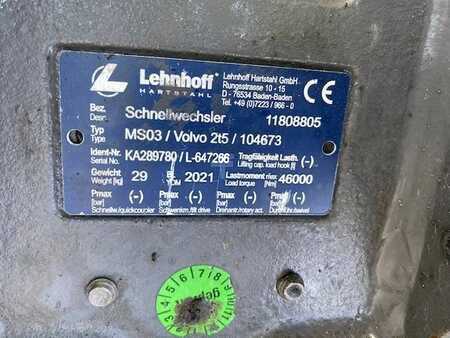 Lehnhoff®
HARTSTAHL
Lehnhoff Hartstahl GmbH
Rungsstrasse 10 - 15
D - 76534 Baden-Baden
Tel. +49 (0)7223 / 966 - 0
CE
Bez. Schnellwechsler 11808805
Typ MS03 / Volvo 2t5 / 104673
Type
Ident-Nr. KA289780 / L-647266 Tragfähigkeit Lasth. (-)
Serial No. Lifting cap. load hook [t]
Gewicht 29 2021 Lastmoment max 46000
Weight [kg] YOM Load torque [Nm]
Pmax (-) Pmax (-) Pmax (-) Pmax (-)
[bar] [bar] [bar] [bar]
Schnellw./quickcoupler Schwenkm./tilt drive Drehantr./rotary act.